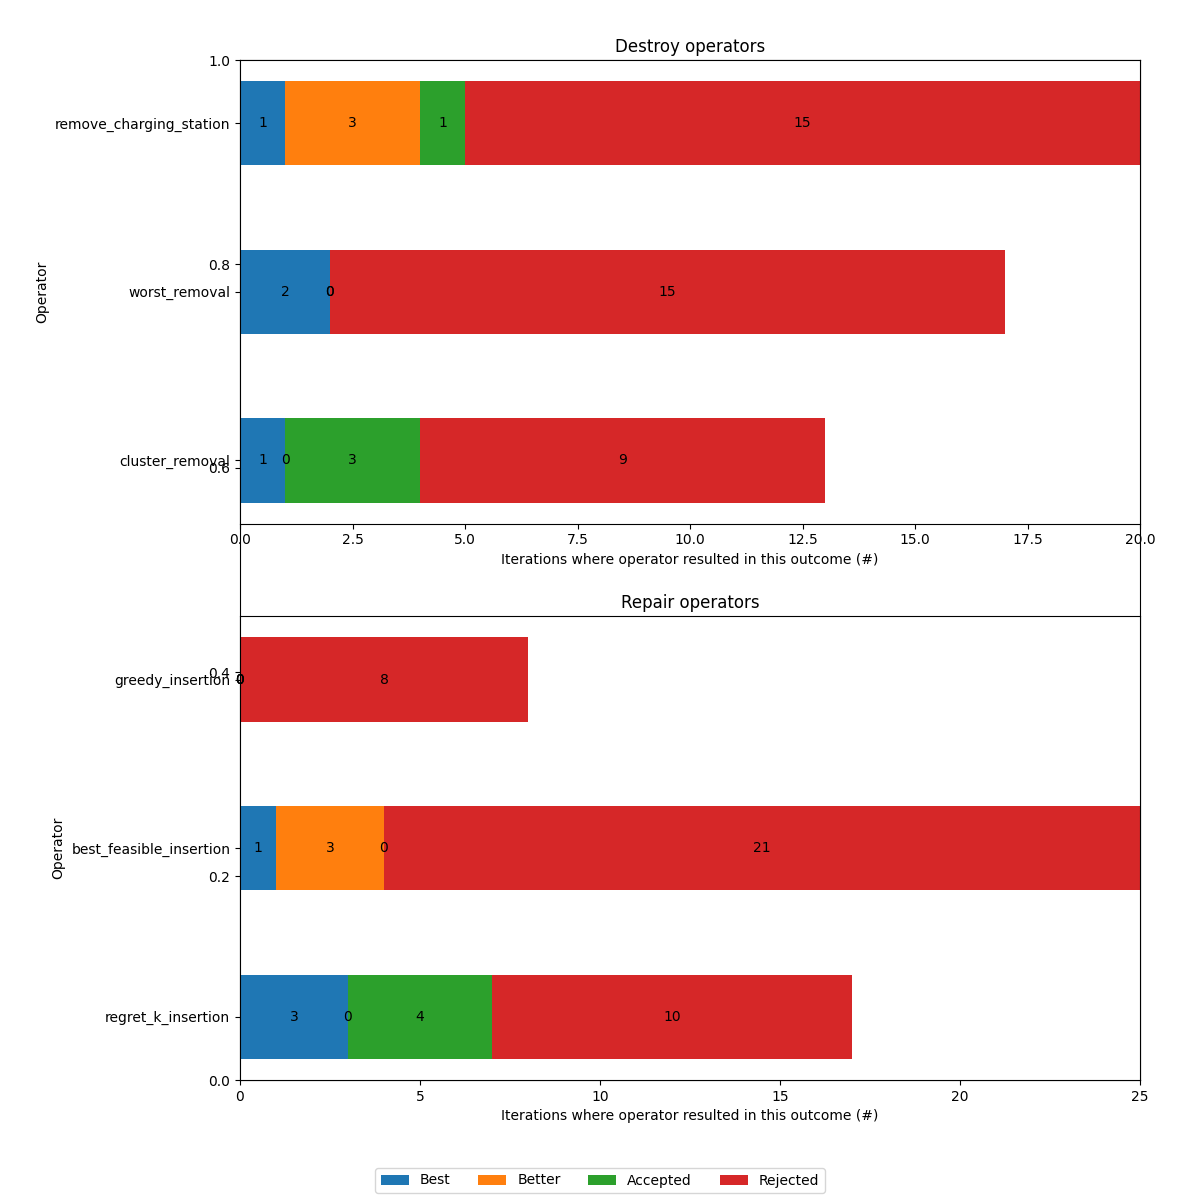 Destroy operators
1.0
remove_charging_station 1 3 1 15
0.8
worst_removal 2 0 15
cluster_removal 1 0 3 9
0.6
Operator
0.0 2.5 5.0 7.5 10.0 12.5 15.0 17.5 20.0
Iterations where operator resulted in this outcome (#)
Repair operators
0.4
greedy_insertion 0 8
best_feasible_insertion 1 3 0 21
0.2
regret_k_insertion 3 0 4 10
0.0
Operator
0 5 10 15 20 25
Iterations where operator resulted in this outcome (#)
Best Better Accepted Rejected